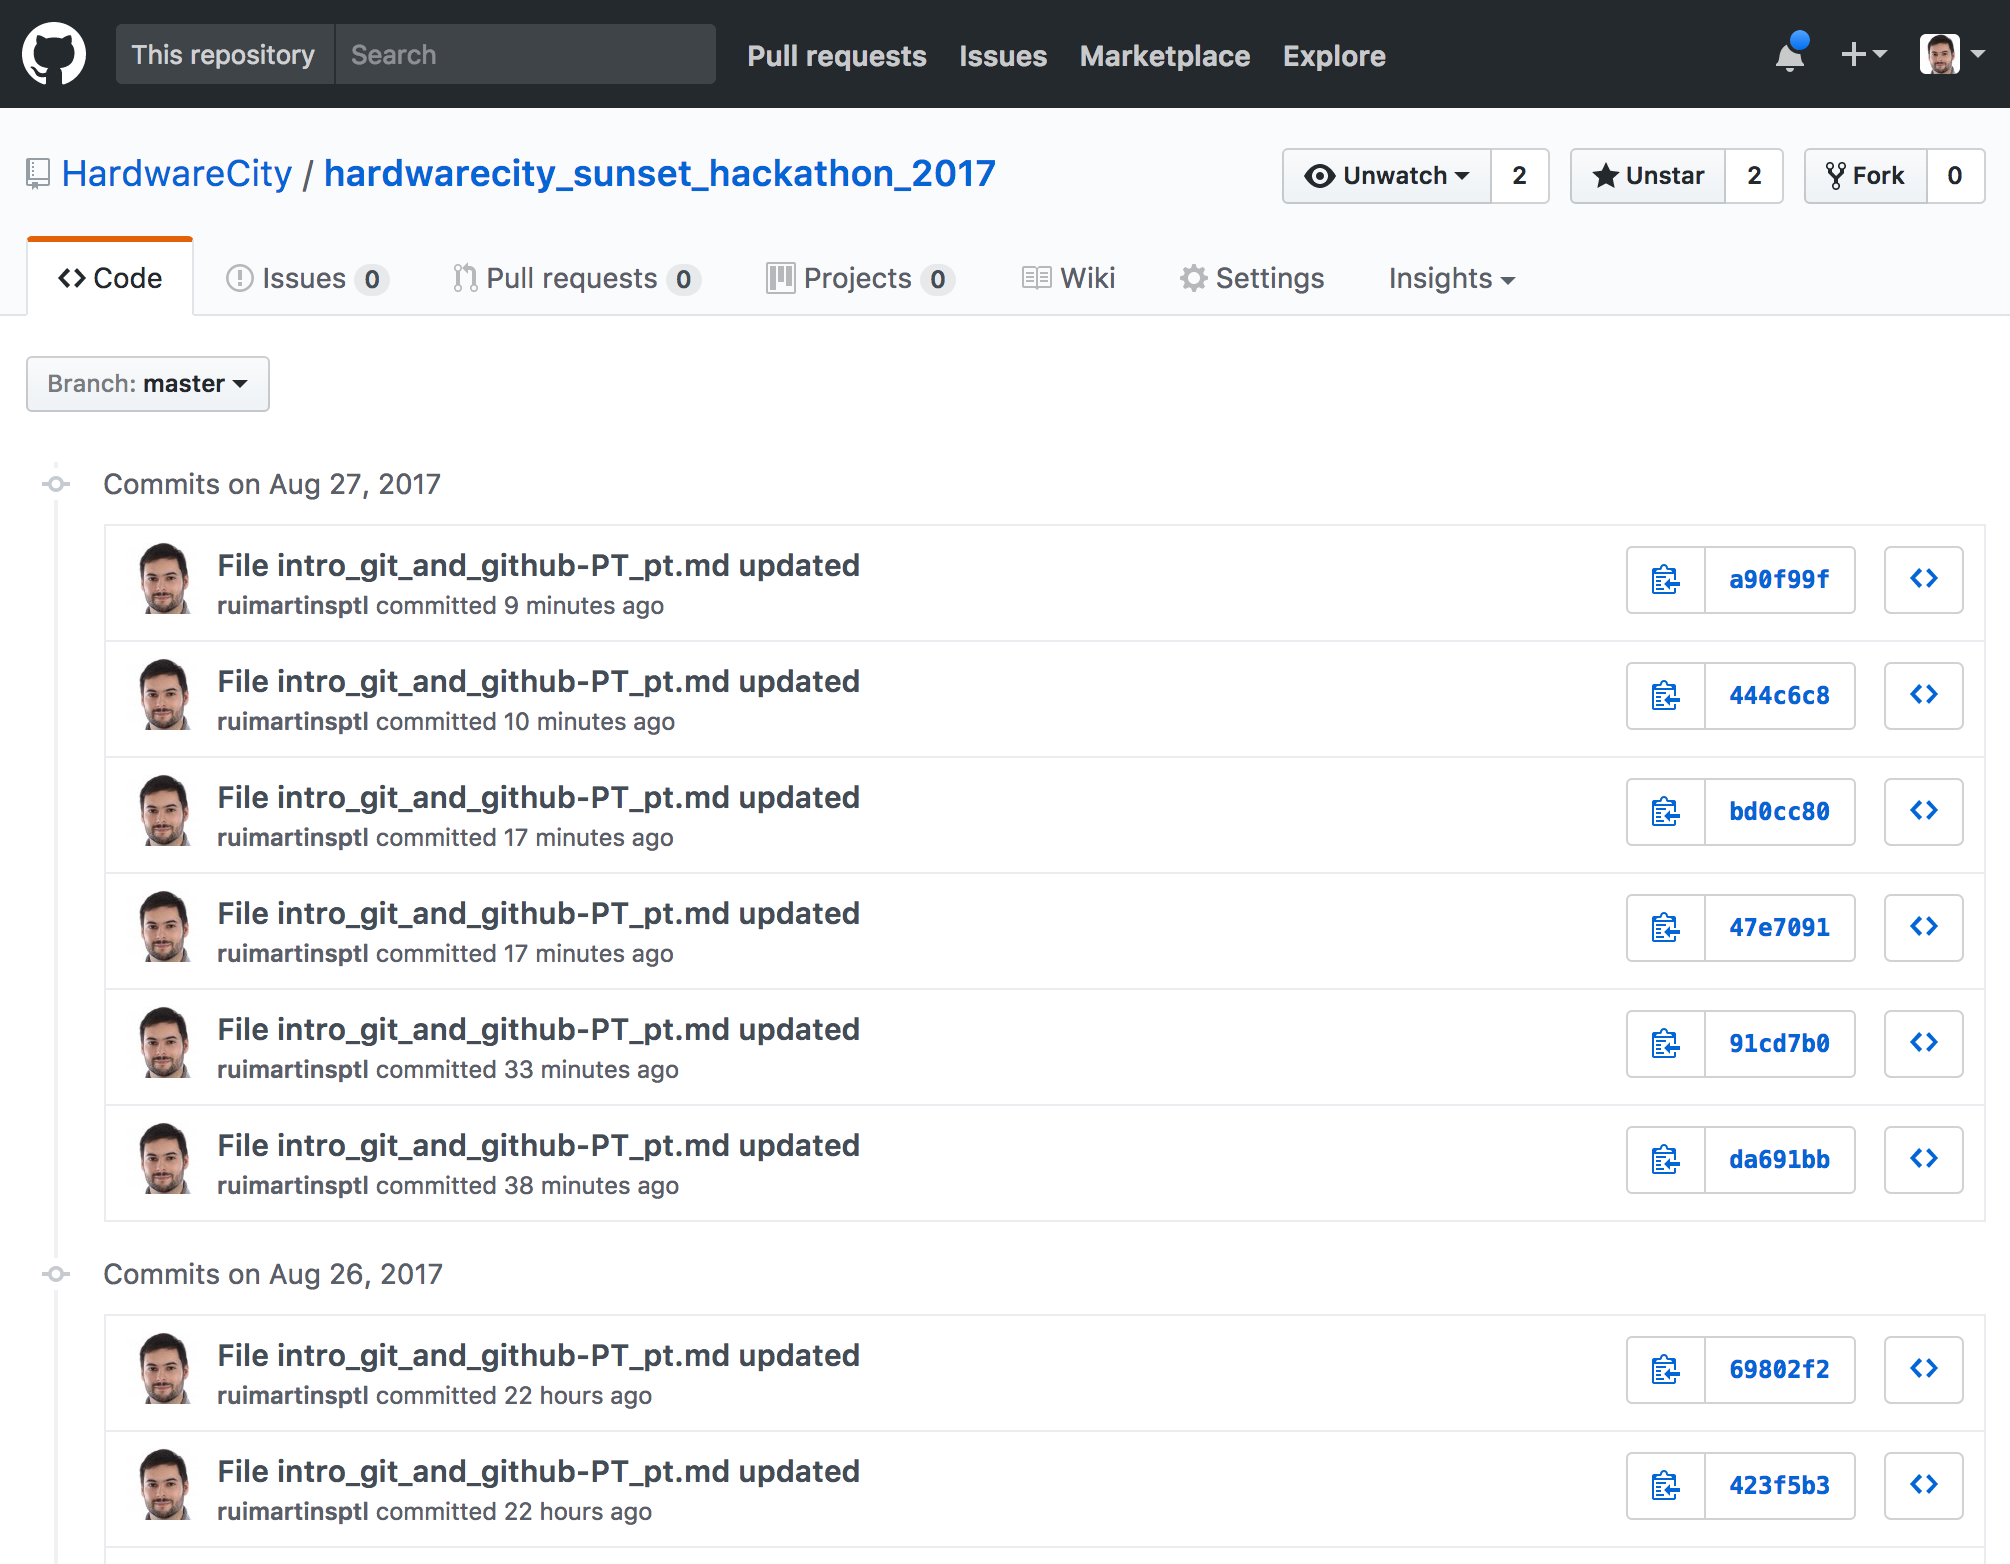 This repository Search Pull requests Issues Marketplace Explore
HardwareCity / hardwarecity_sunset_hackathon_2017 Unwatch 2 Unstar 2 Fork 0
Code Issues 0 Pull requests 0 Projects 0 Wiki Settings Insights
Branch: master
Commits on Aug 27, 2017
File intro_git_and_github-PT_pt.md updated
ruimartinsptl committed 9 minutes ago
a90f99f
File intro_git_and_github-PT_pt.md updated
ruimartinsptl committed 10 minutes ago
444c6c8
File intro_git_and_github-PT_pt.md updated
ruimartinsptl committed 17 minutes ago
bd0cc80
File intro_git_and_github-PT_pt.md updated
ruimartinsptl committed 17 minutes ago
47e7091
File intro_git_and_github-PT_pt.md updated
ruimartinsptl committed 33 minutes ago
91cd7b0
File intro_git_and_github-PT_pt.md updated
ruimartinsptl committed 38 minutes ago
da691bb
Commits on Aug 26, 2017
File intro_git_and_github-PT_pt.md updated
ruimartinsptl committed 22 hours ago
69802f2
File intro_git_and_github-PT_pt.md updated
ruimartinsptl committed 22 hours ago
423f5b3